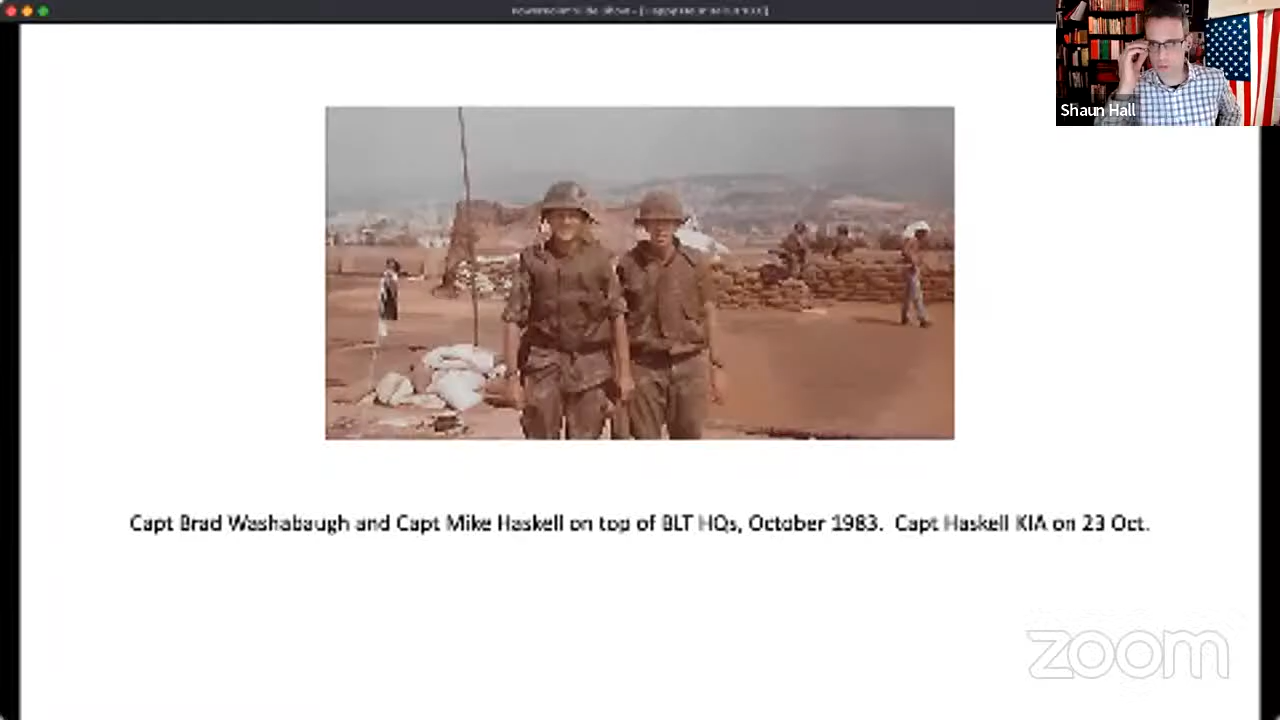 Shaun Hall
Capt Brad Washabaugh and Capt Mike Haskell on top of BLT HQs, October 1983. Capt Haskell KIA on 23 Oct.
zoom